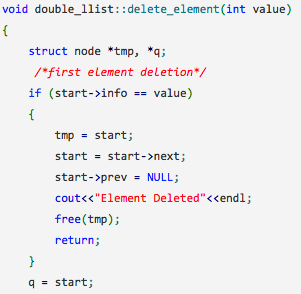 void double_llist::delete_element(int value)
{
    struct node *tmp, *q;
     /*first element deletion*/
    if (start->info == value)
    {
        tmp = start;
        start = start->next;
        start->prev = NULL;
        cout<<"Element Deleted"<<endl;
        free(tmp);
        return;
    }
    q = start;